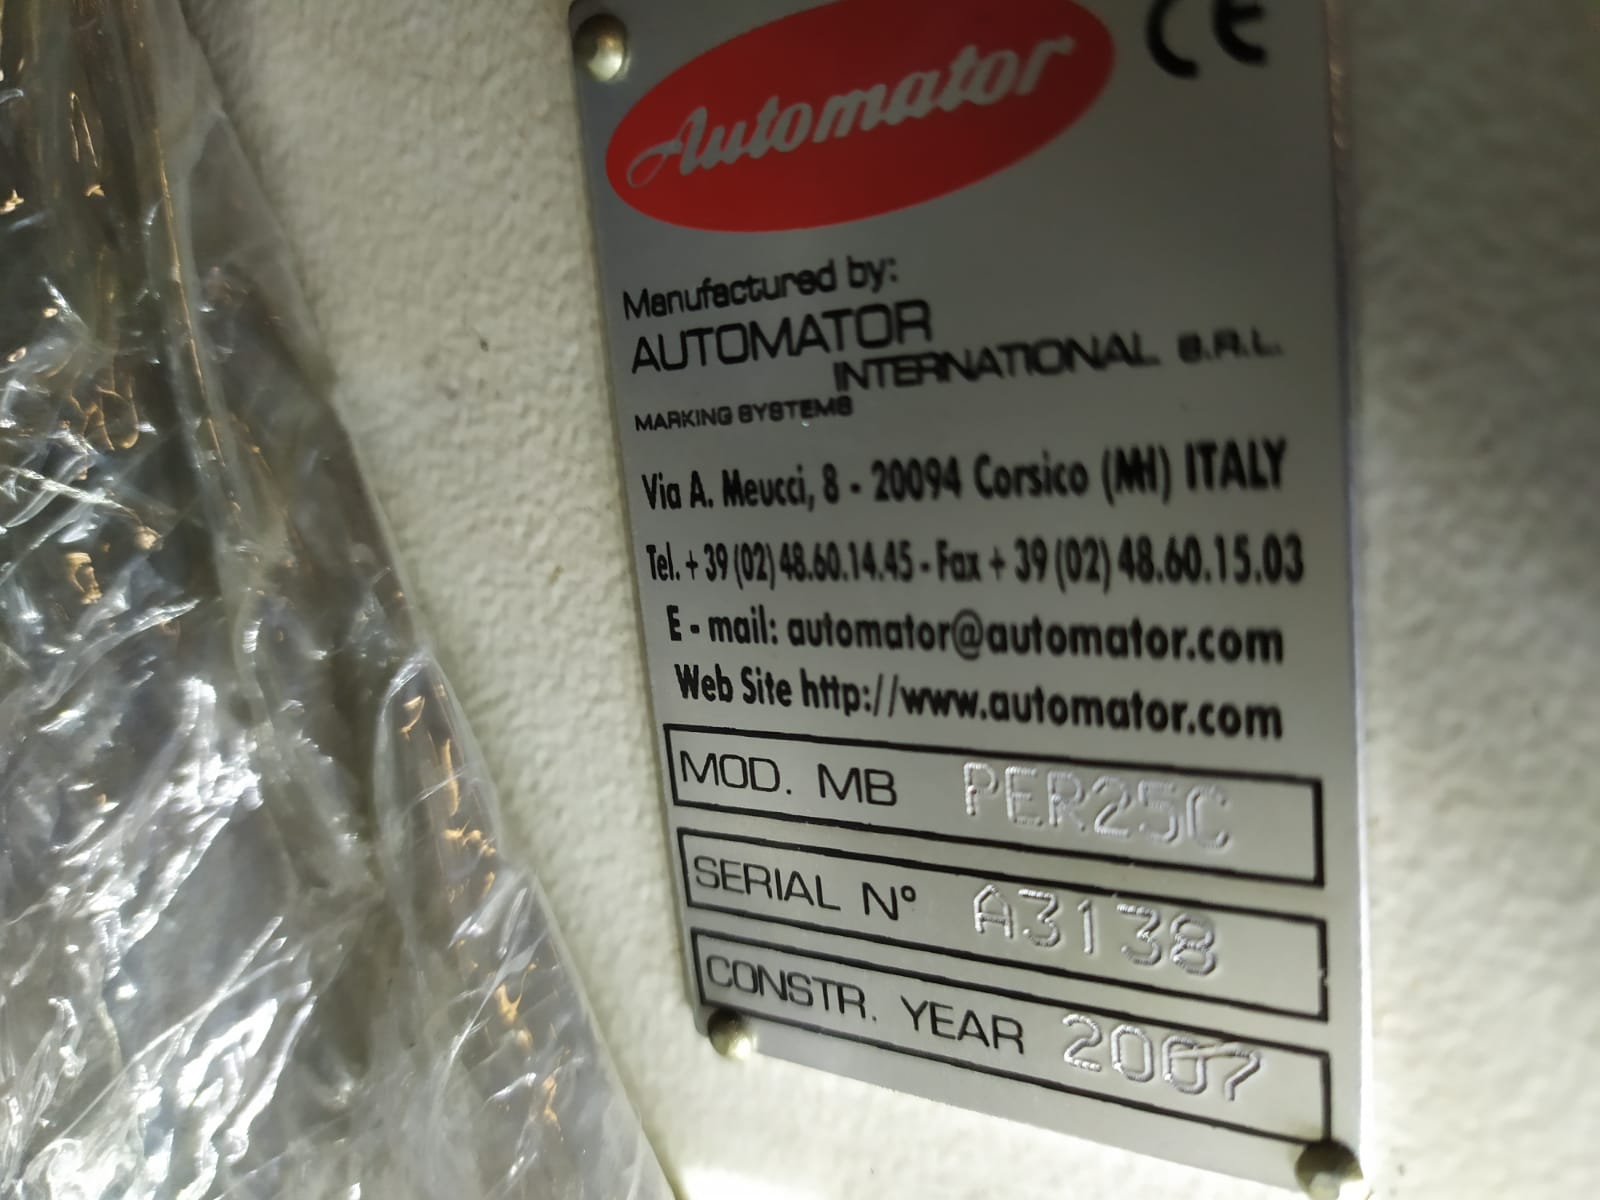 Automator CE
Manufactured by:
AUTOMATOR
INTERNATIONAL S.R.L.
MARKING SYSTEMS
Via A. Meucci, 8 - 20094 Corsico (MI) ITALY
Tel. + 39 (02) 48.60.14.45 - Fax + 39 (02) 48.60.15.03
E - mail: automator@automator.com
Web Site http://www.automator.com
MOD. MB PER25C
SERIAL N° A3138
CONSTR. YEAR 2007